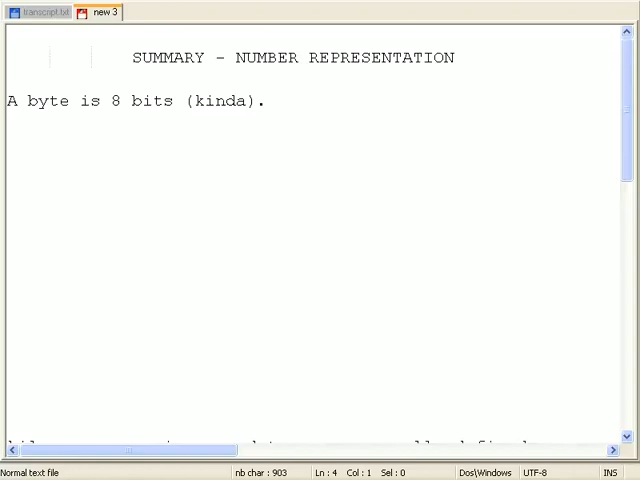 transcript.txt new 3
SUMMARY - NUMBER REPRESENTATION
A byte is 8 bits (kinda).
Normal text file nb char : 903 Ln : 4 Col : 1 Sel : 0 Dos\Windows UTF-8 INS